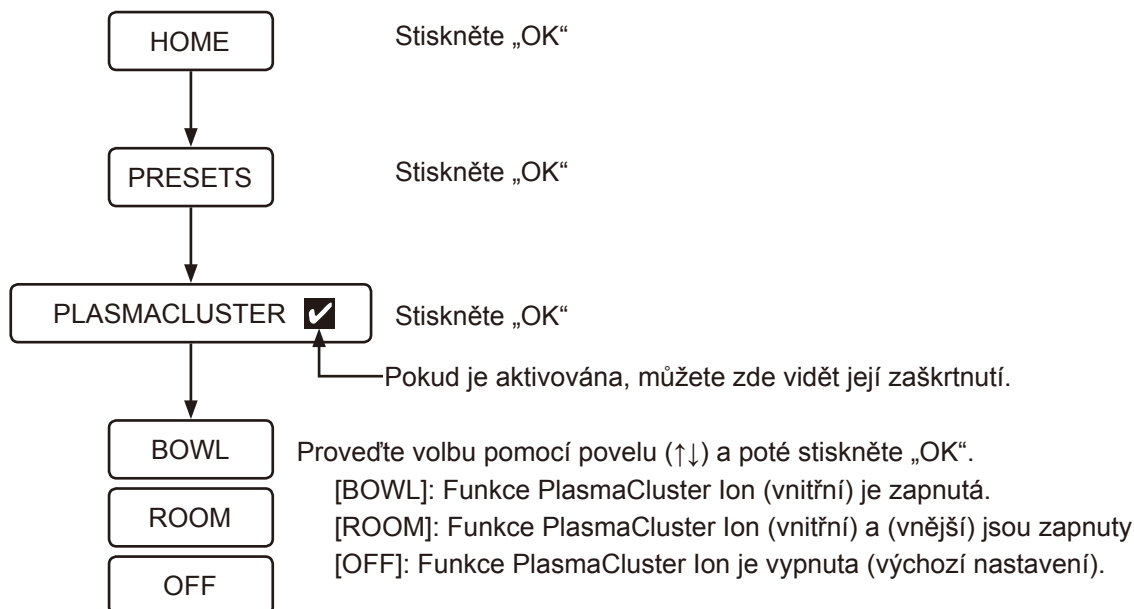 HOME
Stiskněte „OK“
PRESETS
Stiskněte „OK“
PLASMACLUSTER ✔
Stiskněte „OK“
Pokud je aktivována, můžete zde vidět její zaškrtnutí.
BOWL
Proveďte volbu pomocí povelu (↑↓) a poté stiskněte „OK“.
[BOWL]: Funkce PlasmaCluster Ion (vnitřní) je zapnutá.
ROOM
[ROOM]: Funkce PlasmaCluster Ion (vnitřní) a (vnější) jsou zapnuty
[OFF]: Funkce PlasmaCluster Ion je vypnuta (výchozí nastavení).
OFF